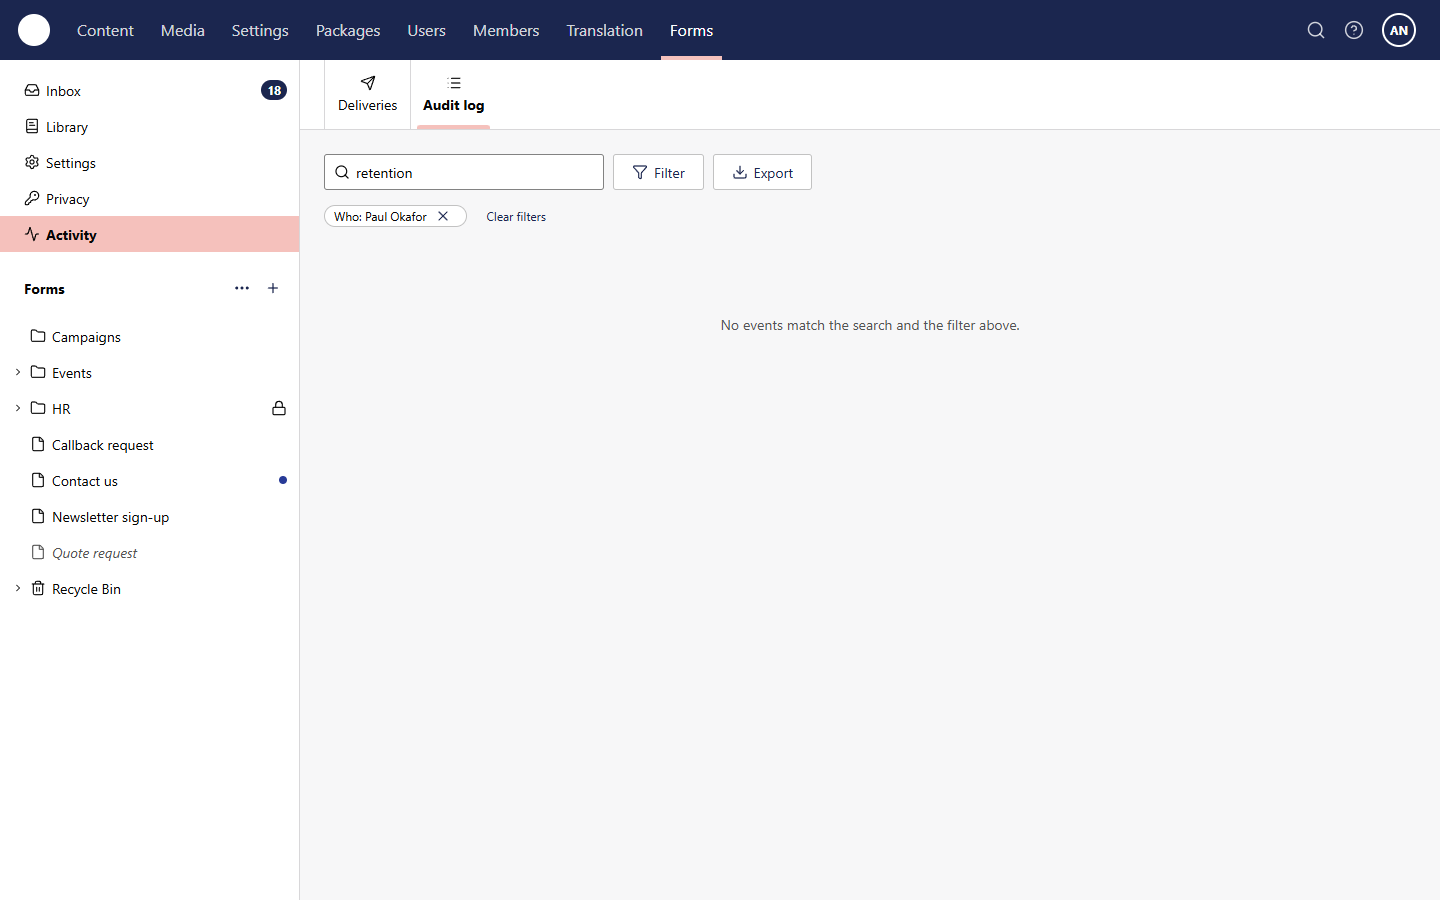 Content Media Settings Packages Users Members Translation Forms AN
Inbox 18
Library
Settings
Privacy
Activity
Forms
Campaigns
Events
HR
Callback request
Contact us
Newsletter sign-up
Quote request
Recycle Bin
Deliveries Audit log
retention Filter Export
Who: Paul Okafor Clear filters
No events match the search and the filter above.